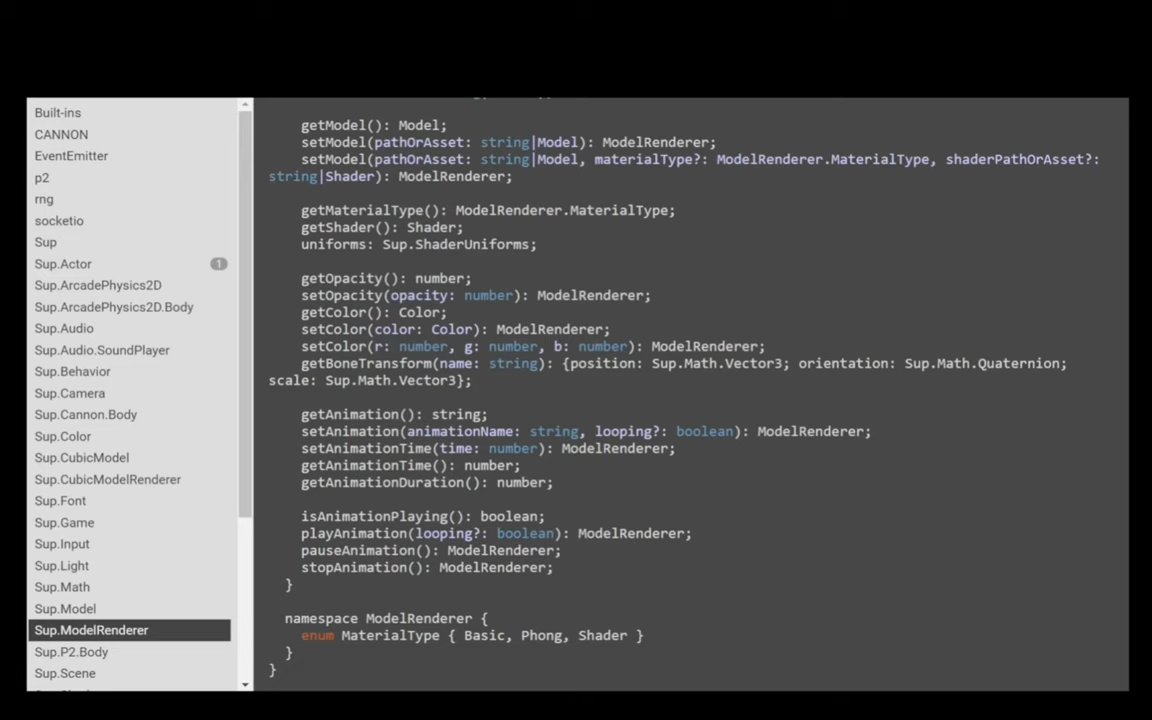 Built-ins
CANNON
EventEmitter
p2
rng
socketio
Sup
Sup.Actor 1
Sup.ArcadePhysics2D
Sup.ArcadePhysics2D.Body
Sup.Audio
Sup.Audio.SoundPlayer
Sup.Behavior
Sup.Camera
Sup.Cannon.Body
Sup.Color
Sup.CubicModel
Sup.CubicModelRenderer
Sup.Font
Sup.Game
Sup.Input
Sup.Light
Sup.Math
Sup.Model
Sup.ModelRenderer
Sup.P2.Body
Sup.Scene
getModel(): Model;
setModel(pathOrAsset: string|Model): ModelRenderer;
setModel(pathOrAsset: string|Model, materialType?: ModelRenderer.MaterialType, shaderPathOrAsset?:
string|Shader): ModelRenderer;
getMaterialType(): ModelRenderer.MaterialType;
getShader(): Shader;
uniforms: Sup.ShaderUniforms;
getOpacity(): number;
setOpacity(opacity: number): ModelRenderer;
getColor(): Color;
setColor(color: Color): ModelRenderer;
setColor(r: number, g: number, b: number): ModelRenderer;
getBoneTransform(name: string): {position: Sup.Math.Vector3; orientation: Sup.Math.Quaternion;
scale: Sup.Math.Vector3};
getAnimation(): string;
setAnimation(animationName: string, looping?: boolean): ModelRenderer;
setAnimationTime(time: number): ModelRenderer;
getAnimationTime(): number;
getAnimationDuration(): number;
isAnimationPlaying(): boolean;
playAnimation(looping?: boolean): ModelRenderer;
pauseAnimation(): ModelRenderer;
stopAnimation(): ModelRenderer;
}
namespace ModelRenderer {
enum MaterialType { Basic, Phong, Shader }
}
}